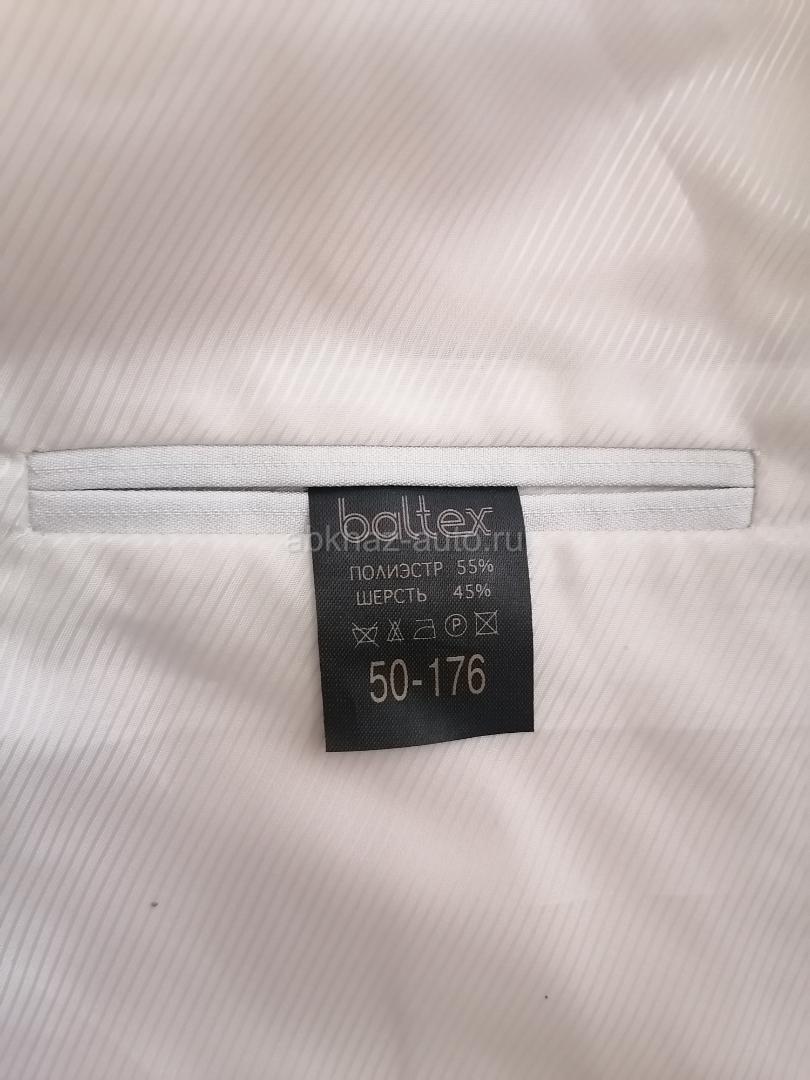 baltex
abkhaz-auto.ru
ПОЛИЭСТР 55%
ШЕРСТЬ 45%
50-176